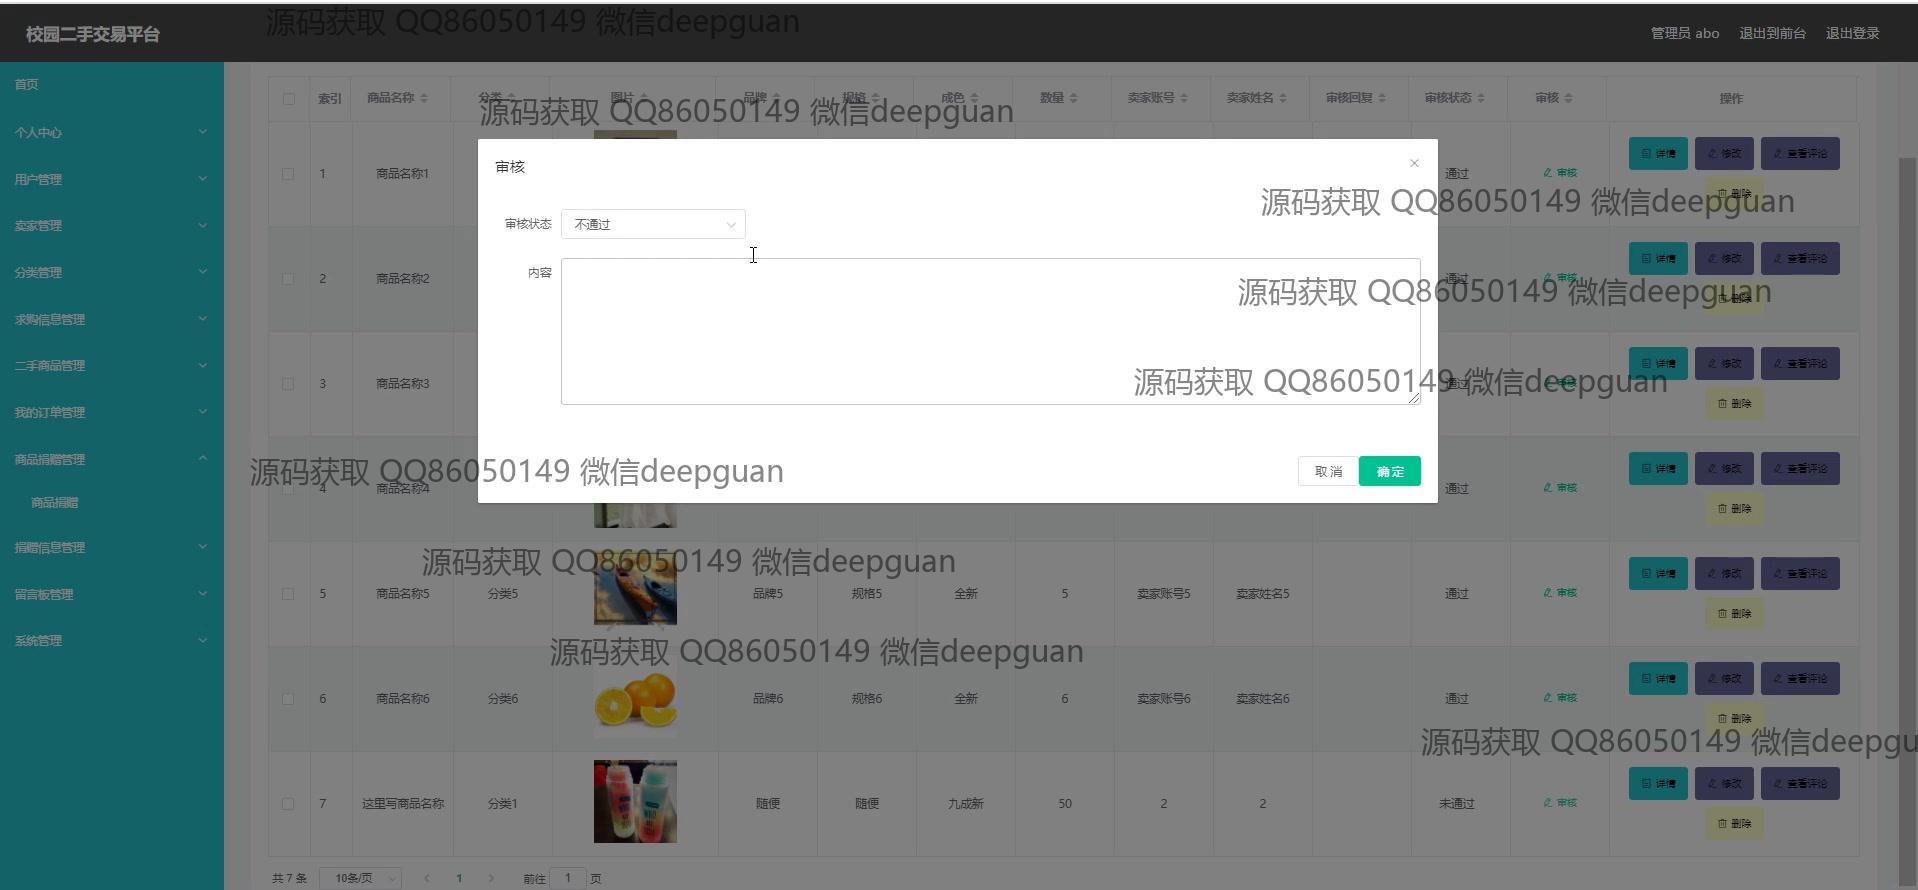 校园二手交易平台
源码获取 QQ86050149 微信deepguan
管理员 abo 退出到前台 退出登录
首页
个人中心
用户管理
卖家管理
分类管理
求购信息管理
二手商品管理
我的订单管理
商品捐赠管理
商品捐赠
捐赠信息管理
留言板管理
系统管理
索引 商品名称 分类 图片 品牌 规格 成色 数量 卖家账号 卖家姓名 审核回复 审核状态 审核 操作
源码获取 QQ86050149 微信deepguan
1 商品名称1 通过 审核 详情 修改 查看评论 删除
源码获取 QQ86050149 微信deepguan
2 商品名称2 通过 审核 详情 修改 查看评论 删除
源码获取 QQ86050149 微信deepguan
3 商品名称3 通过 审核 详情 修改 查看评论 删除
源码获取 QQ86050149 微信deepguan
4 商品名称4 通过 审核 详情 修改 查看评论 删除
源码获取 QQ86050149 微信deepguan
审核
审核状态 不通过
内容
取消 确定
源码获取 QQ86050149 微信deepguan
5 商品名称5 分类5 品牌5 规格5 全新 5 卖家账号5 卖家姓名5 通过 审核 详情 修改 查看评论 删除
源码获取 QQ86050149 微信deepguan
6 商品名称6 分类6 品牌6 规格6 全新 6 卖家账号6 卖家姓名6 通过 审核 详情 修改 查看评论 删除
源码获取 QQ86050149 微信deepgu
7 这里写商品名称 分类1 随便 随便 九成新 50 2 2 未通过 审核 详情 修改 查看评论 删除
共 7 条 10条/页 1 前往 1 页